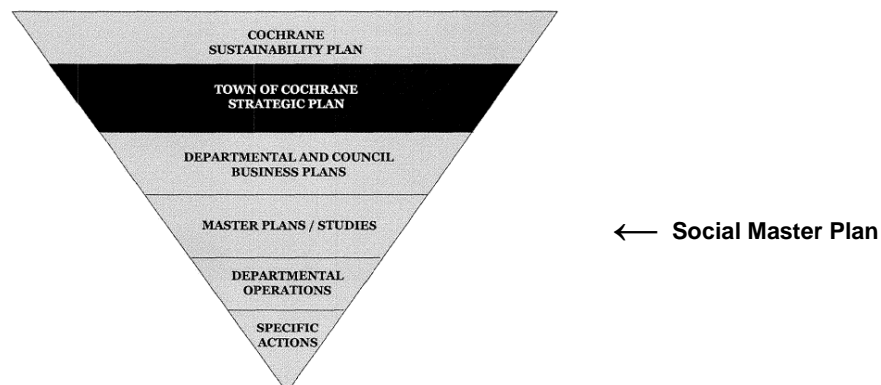 COCHRANE
SUSTAINABILITY PLAN
TOWN OF COCHRANE
STRATEGIC PLAN
DEPARTMENTAL AND COUNCIL
BUSINESS PLANS
MASTER PLANS / STUDIES
← Social Master Plan
DEPARTMENTAL
OPERATIONS
SPECIFIC
ACTIONS